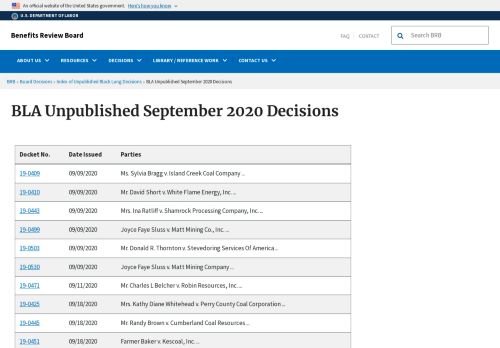 An official website of the United States government. Here's how you know
U.S. DEPARTMENT OF LABOR
Benefits Review Board
FAQ CONTACT
Search BRB
ABOUT US RESOURCES DECISIONS LIBRARY / REFERENCE WORK CONTACT US
BRB › Board Decisions › Index of Unpublished Black Lung Decisions › BLA Unpublished September 2020 Decisions
BLA Unpublished September 2020 Decisions
Docket No. Date Issued Parties
19-0409 09/09/2020 Ms. Sylvia Bragg v. Island Creek Coal Company ...
19-0410 09/09/2020 Mr. David Short v. White Flame Energy, Inc. ...
19-0443 09/09/2020 Mrs. Ina Ratliff v. Shamrock Processing Company, Inc. ...
19-0499 09/09/2020 Joyce Faye Sluss v. Matt Mining Co., Inc. ...
19-0503 09/09/2020 Mr. Donald R. Thornton v. Stevedoring Services Of America ...
19-0530 09/09/2020 Joyce Faye Sluss v. Matt Mining Company ...
19-0471 09/11/2020 Mr. Charles L Belcher v. Robin Resources, Inc. ...
19-0425 09/18/2020 Mrs. Kathy Diane Whitehead v. Perry County Coal Corporation ...
19-0445 09/18/2020 Mr. Randy Brown v. Cumberland Coal Resources ...
19-0451 09/18/2020 Farmer Baker v. Kescoal, Inc. ...